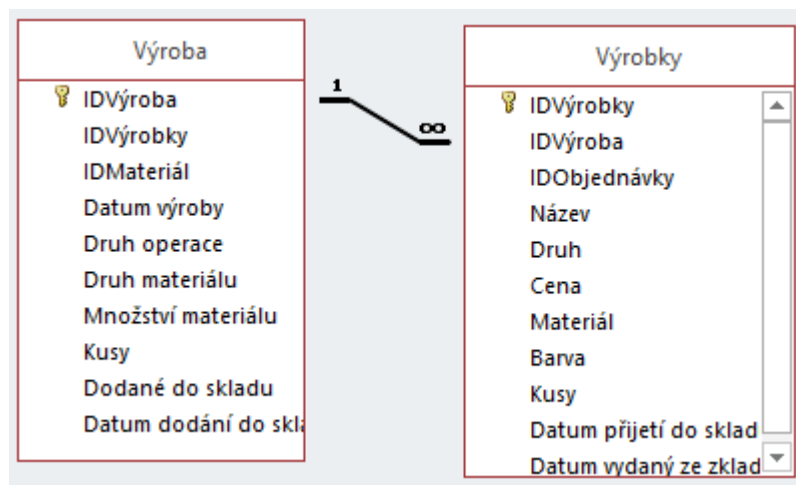 Výroba
IDVýroba
IDVýrobky
IDMateriál
Datum výroby
Druh operace
Druh materiálu
Množství materiálu
Kusy
Dodané do skladu
Datum dodání do skla
1
∞
Výrobky
IDVýrobky
IDVýroba
IDObjednávky
Název
Druh
Cena
Materiál
Barva
Kusy
Datum přijetí do sklad
Datum vydaný ze zklad